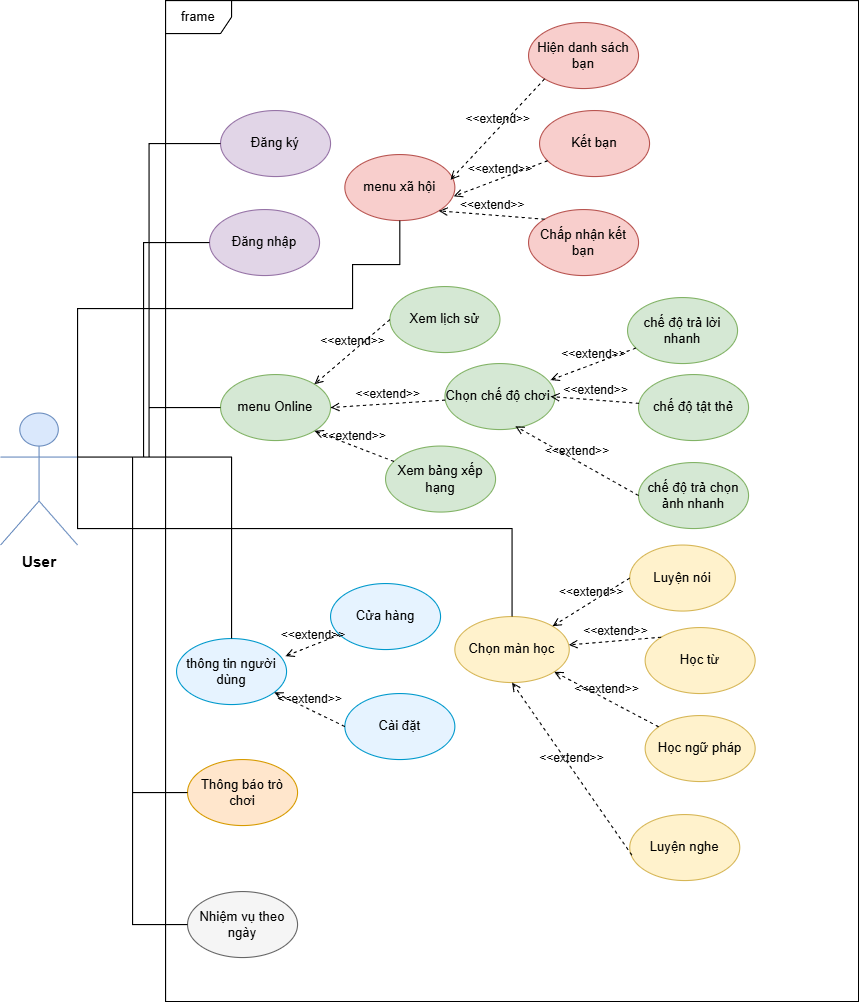 frame
Hiện danh sách
bạn
<<extend>>
Đăng ký
Kết bạn
<<extend>>
menu xã hội
<<extend>>
Đăng nhập
Chấp nhận kết
bạn
Xem lịch sử
chế độ trả lời
nhanh
<<extend>>
<<extend>>
menu Online
<<extend>>
Chọn chế độ chơi
<<extend>>
chế độ tật thẻ
<<extend>>
<<extend>>
Xem bảng xếp
hạng
chế độ trả chọn
ảnh nhanh
User
Luyện nói
<<extend>>
Cửa hàng
<<extend>>
<<extend>>
Chọn màn học
Học từ
thông tin người
dùng
<<extend>>
<<extend>>
Cài đặt
Học ngữ pháp
<<extend>>
Thông báo trò
chơi
Luyện nghe
Nhiệm vụ theo
ngày